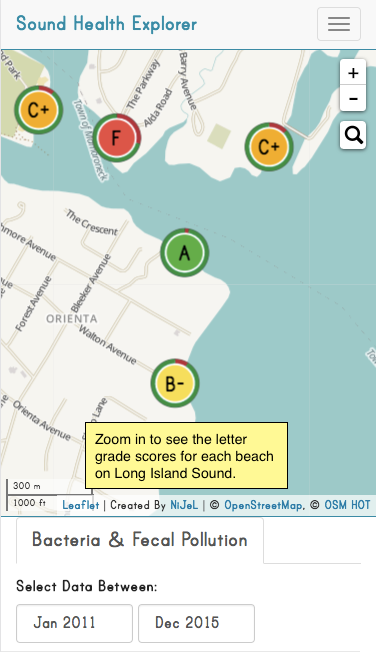 Sound Health Explorer
+
-
d Park
C+
The Parkway
Barry Avenue
Alda Road
F
Town of Mamaroneck
C+
The Crescent
A
nmore Avenue
Bleeker Avenue
Forest Avenue
ORIENTA
Walton Avenue
B-
Orienta Avenue
Lane
Zoom in to see the letter
grade scores for each beach
on Long Island Sound.
300 m
1000 ft
Leaflet | Created By NiJeL | © OpenStreetMap, © OSM HOT
Bacteria & Fecal Pollution
Select Data Between:
Jan 2011 Dec 2015